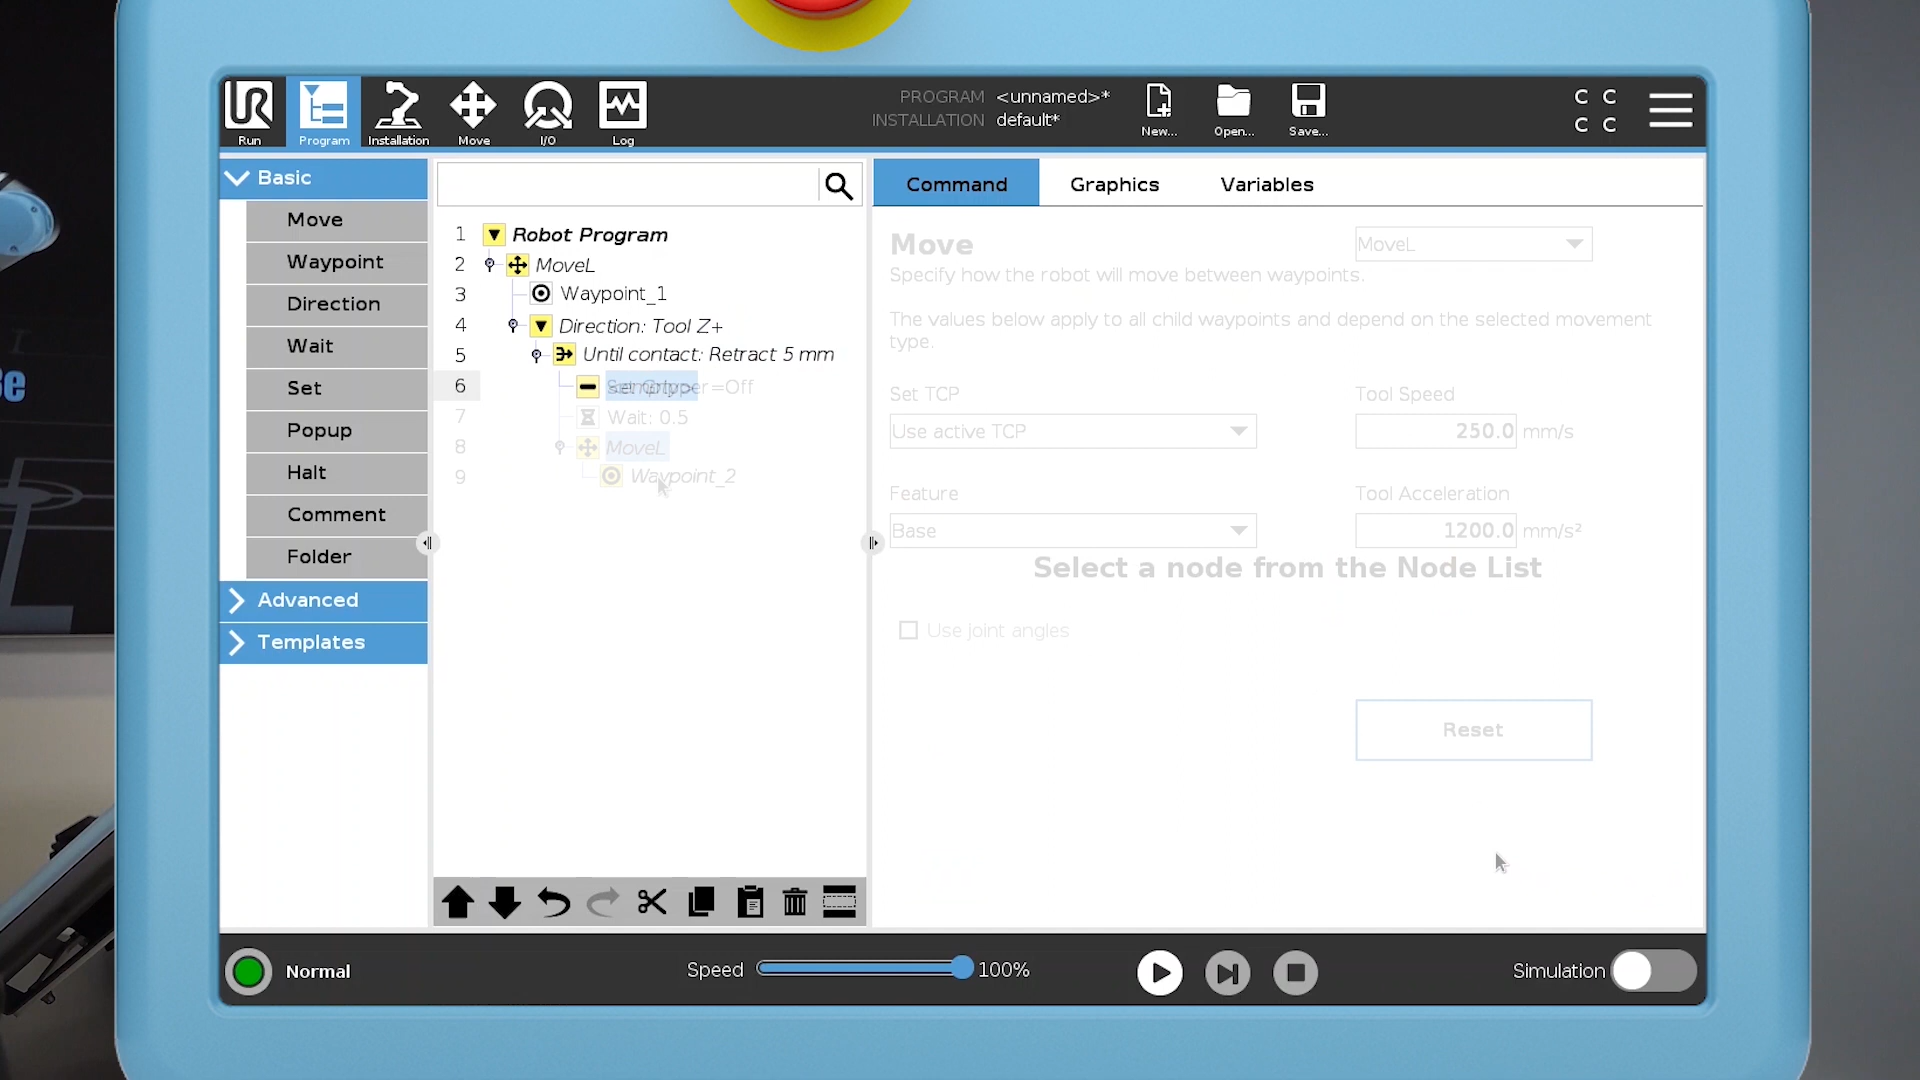 Run
Program
Installation
Move
I/O
Log
PROGRAM <unnamed>*
INSTALLATION default*
New...
Open...
Save...
C C
C C
Basic
Move
Waypoint
Direction
Wait
Set
Popup
Halt
Comment
Folder
Advanced
Templates
1 Robot Program
2 MoveL
3 Waypoint_1
4 Direction: Tool Z+
5 Until contact: Retract 5 mm
6
7 Wait: 0.5
8 MoveL
9 Waypoint_2
Command Graphics Variables
Move MoveL
Specify how the robot will move between waypoints.
The values below apply to all child waypoints and depend on the selected movement
type.
Set TCP Tool Speed
Use active TCP 250.0 mm/s
Feature Tool Acceleration
Base 1200.0 mm/s²
Select a node from the Node List
Use joint angles
Reset
Normal
Speed 100%
Simulation